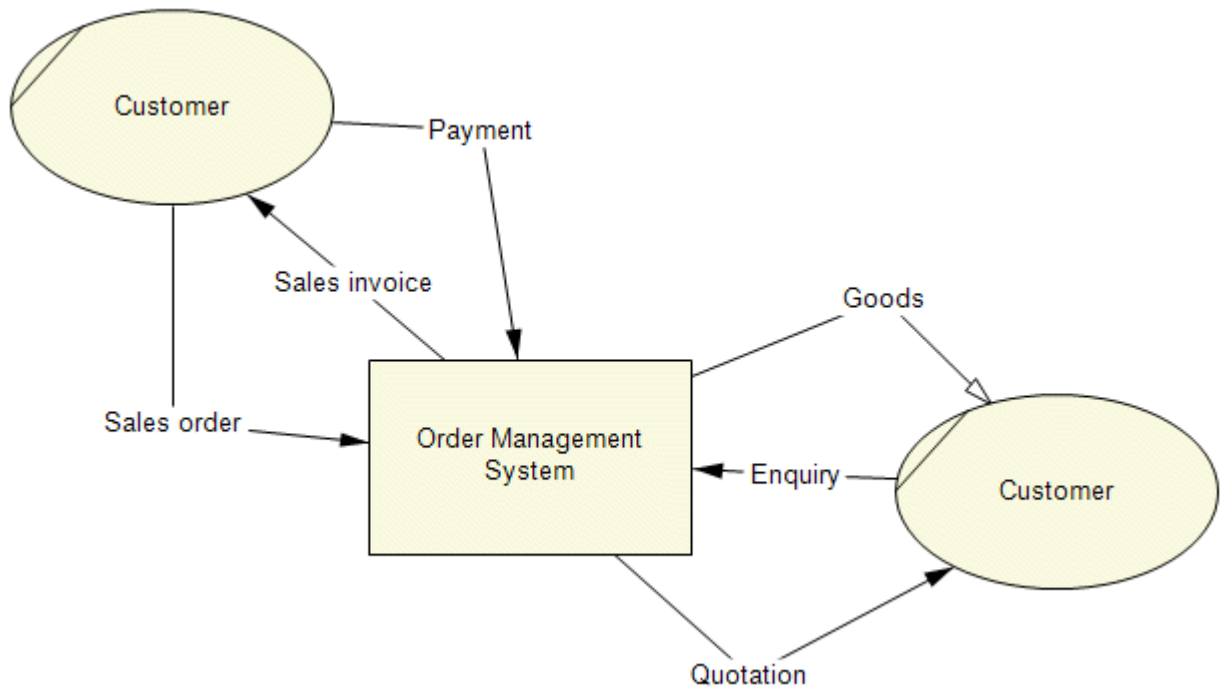 Customer
Payment
Sales invoice
Goods
Sales order
Order Management
System
Enquiry
Customer
Quotation